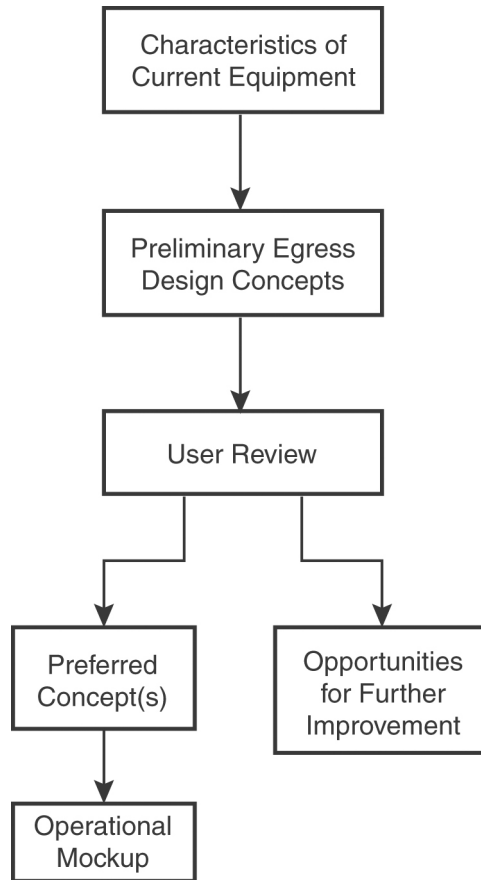 Characteristics of
Current Equipment
Preliminary Egress
Design Concepts
User Review
Preferred
Concept(s)
Opportunities
for Further
Improvement
Operational
Mockup